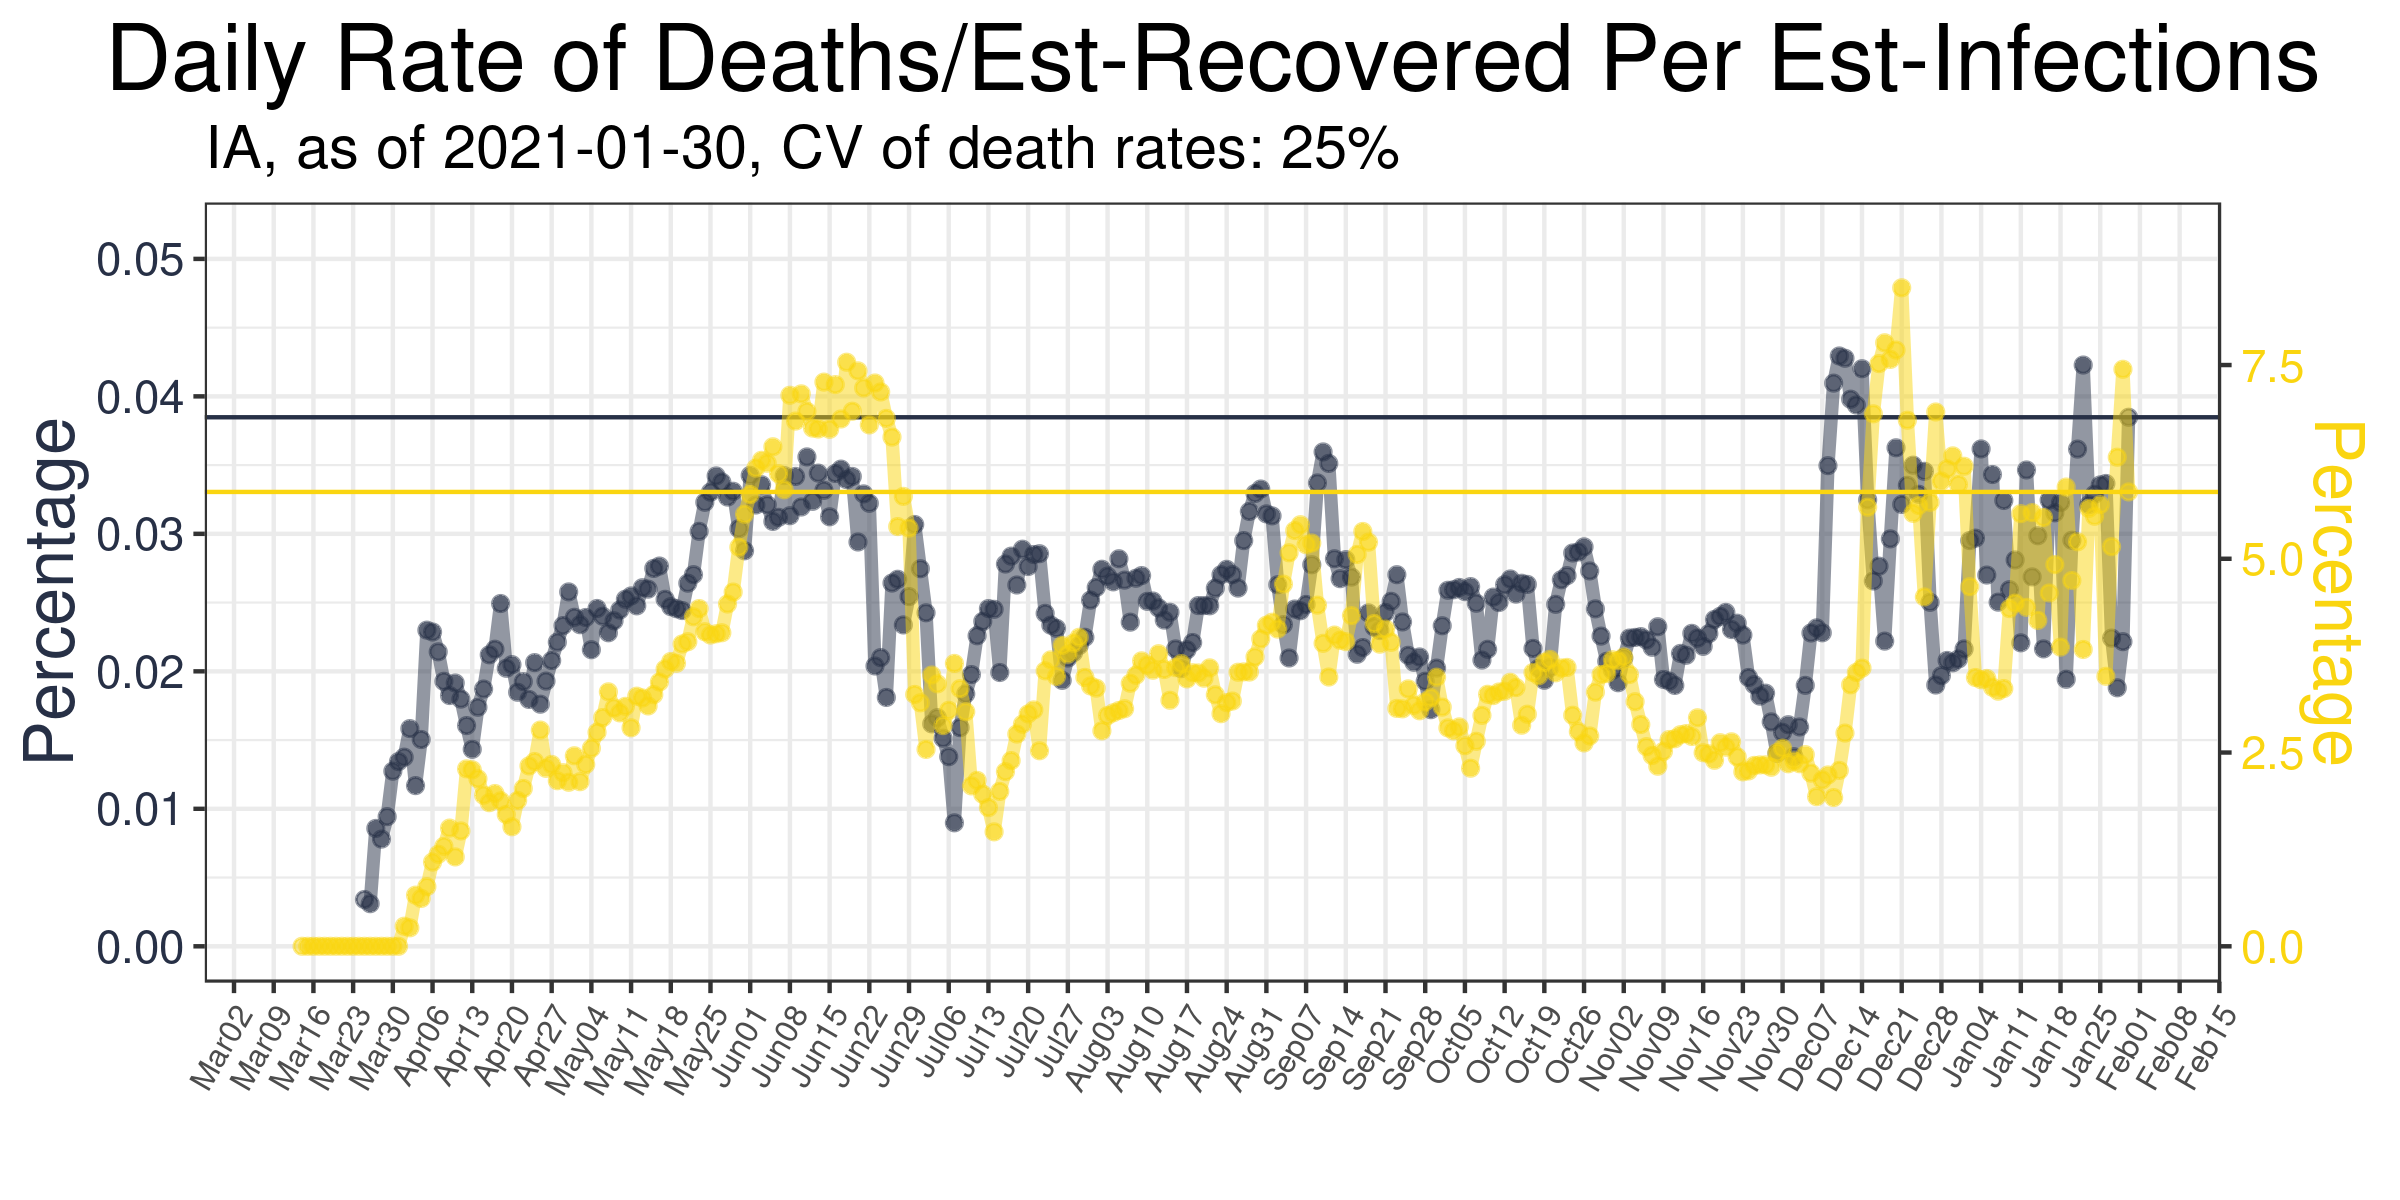 Daily Rate of Deaths/Est-Recovered Per Est-Infections
IA, as of 2021-01-30, CV of death rates: 25%
Percentage
0.05
0.04
0.03
0.02
0.01
0.00
7.5
5.0
2.5
0.0
Percentage
Mar02
Mar09
Mar16
Mar23
Mar30
Apr06
Apr13
Apr20
Apr27
May04
May11
May18
May25
Jun01
Jun08
Jun15
Jun22
Jun29
Jul06
Jul13
Jul20
Jul27
Aug03
Aug10
Aug17
Aug24
Aug31
Sep07
Sep14
Sep21
Sep28
Oct05
Oct12
Oct19
Oct26
Nov02
Nov09
Nov16
Nov23
Nov30
Dec07
Dec14
Dec21
Dec28
Jan04
Jan11
Jan18
Jan25
Feb01
Feb08
Feb15